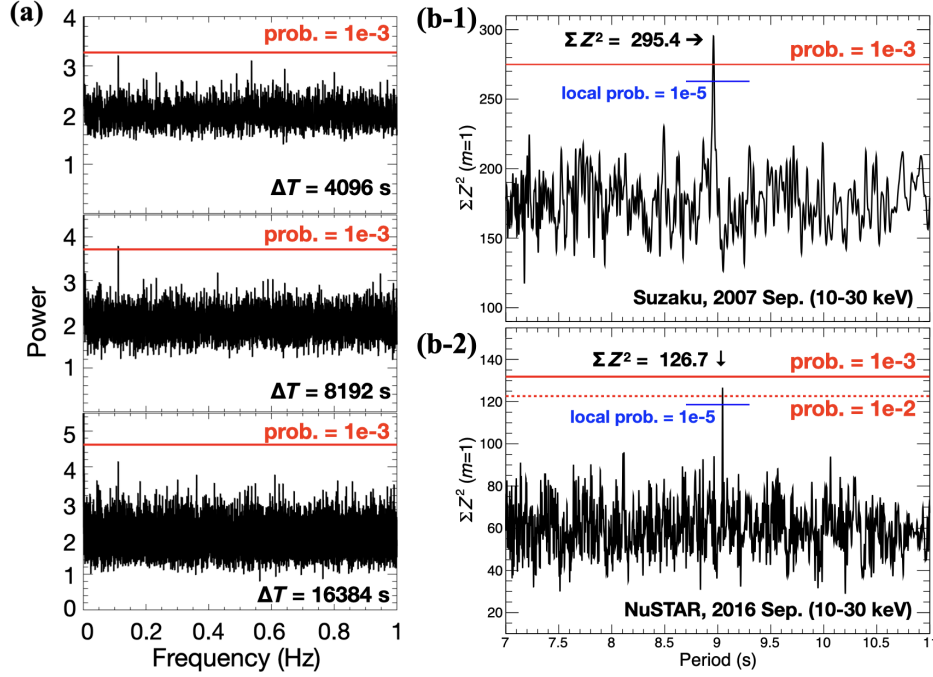 (a)
4
prob. = 1e-3
3
2
1
ΔT = 4096 s
4
prob. = 1e-3
3
2
1
ΔT = 8192 s
5
prob. = 1e-3
4
3
2
1
ΔT = 16384 s
0
0 0.2 0.4 0.6 0.8 1
Frequency (Hz)
Power
(b-1)
300
Σ Z² = 295.4 →
prob. = 1e-3
local prob. = 1e-5
250
200
150
100
ΣZ² (m=1)
Suzaku, 2007 Sep. (10-30 keV)
(b-2)
Σ Z² = 126.7 ↓
140
prob. = 1e-3
120
local prob. = 1e-5
prob. = 1e-2
100
80
60
40
20
ΣZ² (m=1)
NuSTAR, 2016 Sep. (10-30 keV)
7 7.5 8 8.5 9 9.5 10 10.5 11
Period (s)